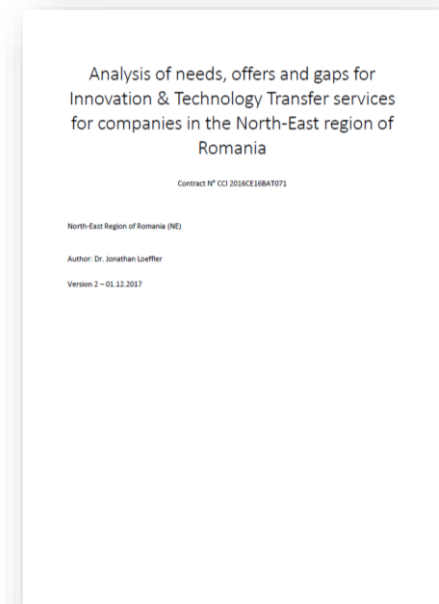 Analysis of needs, offers and gaps for
Innovation & Technology Transfer services
for companies in the North-East region of
Romania
Contract N° CCI 2016CE16BAT071
North-East Region of Romania (NE)
Author: Dr. Jonathan Loeffler
Version 2 – 01.12.2017